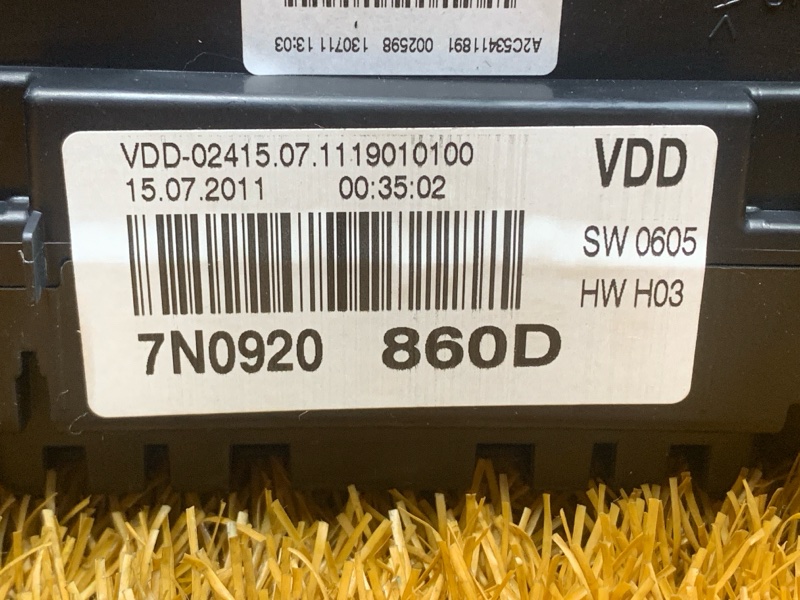 A2C53411891 002598 130711 13:03
VDD-02415.07.1119010100
15.07.2011 00:35:02
VDD
SW 0605
HW H03
7N0920 860D